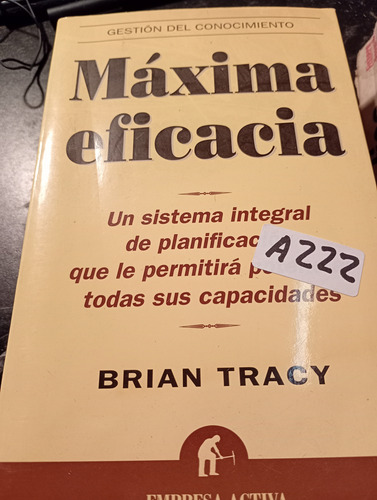 GESTIÓN DEL CONOCIMIENTO
Máxima
eficacia
Un sistema integral
de
A222
que le permitirá
todas sus capacidades
BRIAN TRACY
EMPRESA ACTIVA